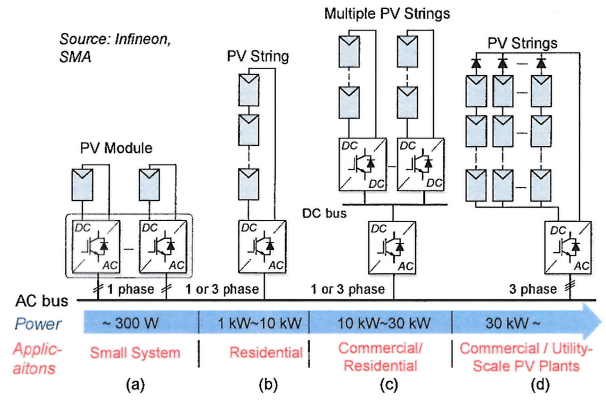 Source: Infineon,
SMA
PV Module
PV String
Multiple PV Strings
PV Strings
DC
AC
DC
AC
DC
AC
DC
DC
DC
DC
DC bus
DC
AC
DC
AC
AC bus
1 phase
1 or 3 phase
1 or 3 phase
3 phase
Power
~ 300 W
1 kW~10 kW
10 kW~30 kW
30 kW ~
Applic-
aitons
Small System
Residential
Commercial/
Residential
Commercial / Utility-
Scale PV Plants
(a)
(b)
(c)
(d)